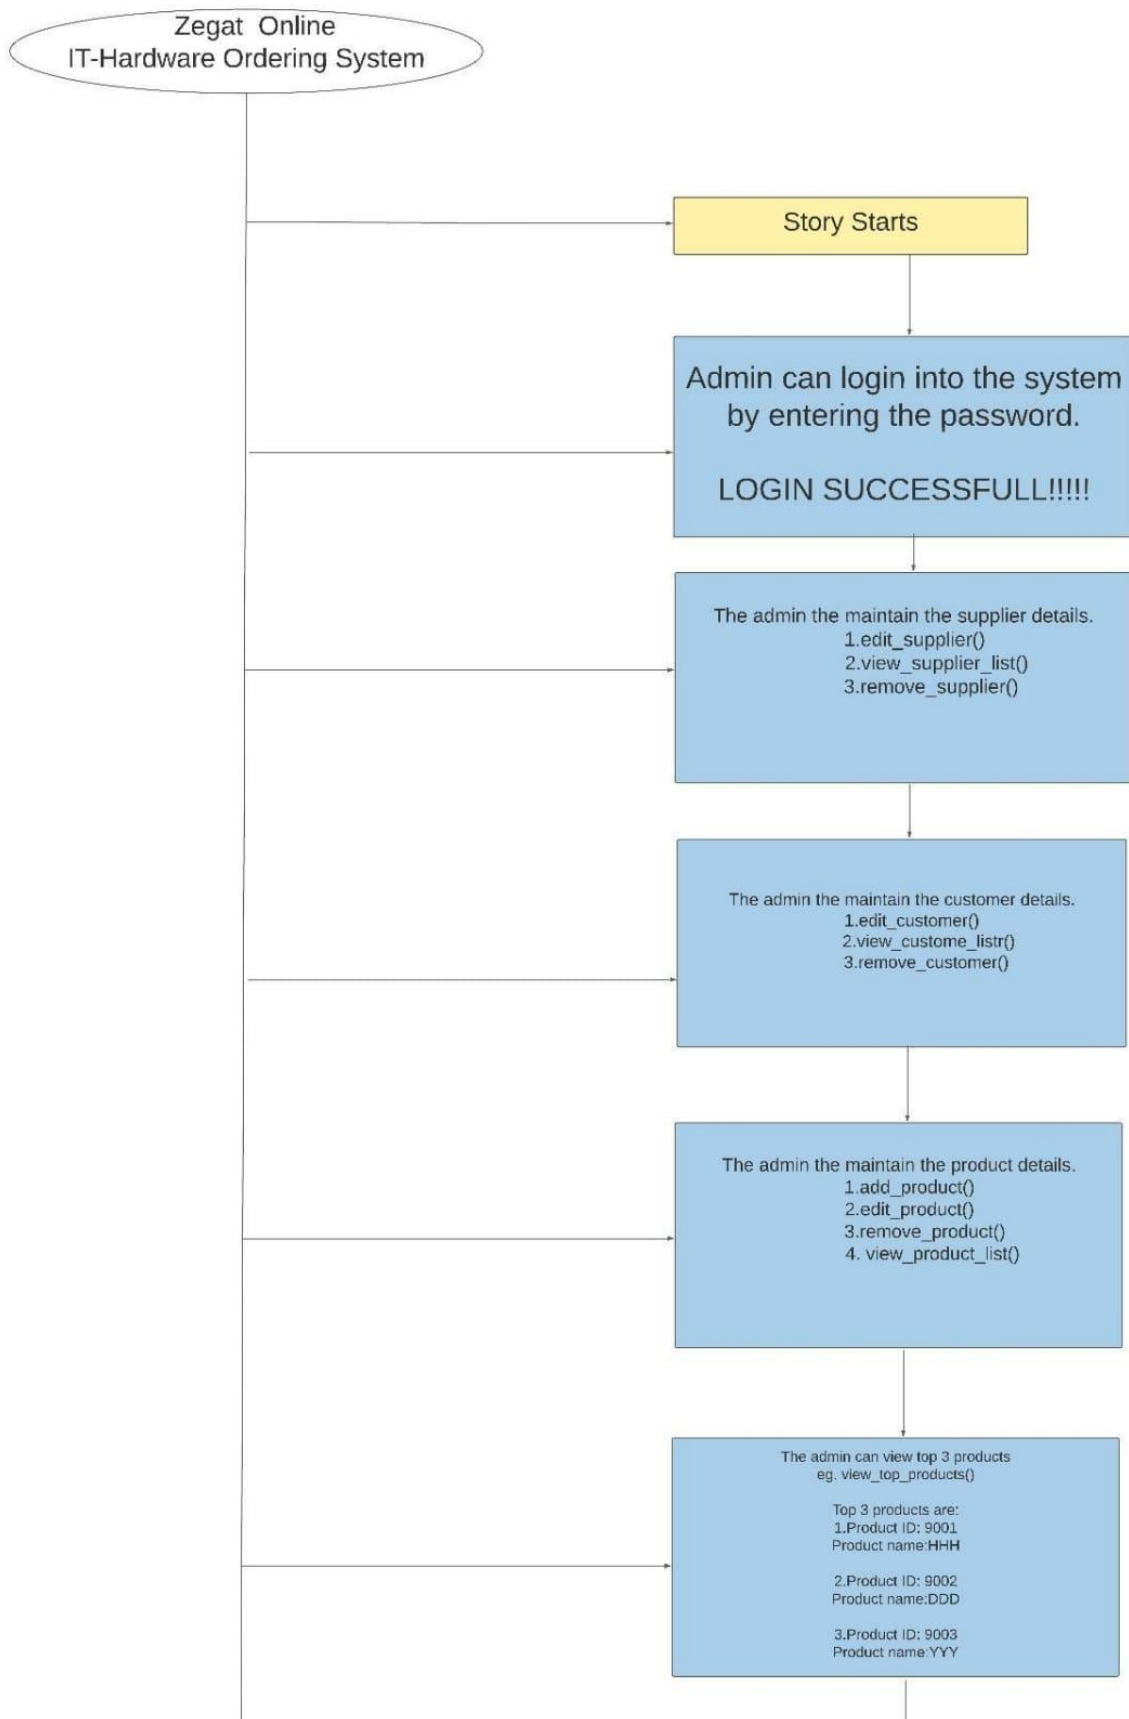 Zegat Online
IT-Hardware Ordering System
Story Starts
Admin can login into the system
by entering the password.
LOGIN SUCCESSFULL!!!!!
The admin the maintain the supplier details.
1.edit_supplier()
2.view_supplier_list()
3.remove_supplier()
The admin the maintain the customer details.
1.edit_customer()
2.view_custome_listr()
3.remove_customer()
The admin the maintain the product details.
1.add_product()
2.edit_product()
3.remove_product()
4. view_product_list()
The admin can view top 3 products
eg. view_top_products()
Top 3 products are:
1.Product ID: 9001
Product name:HHH
2.Product ID: 9002
Product name:DDD
3.Product ID: 9003
Product name:YYY